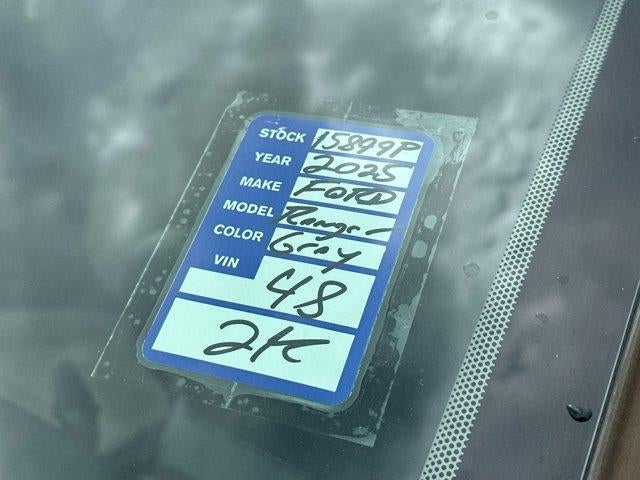 STOCK 15899P
YEAR 2025
MAKE FORD
MODEL Ranger
COLOR Gray
VIN
48
2K